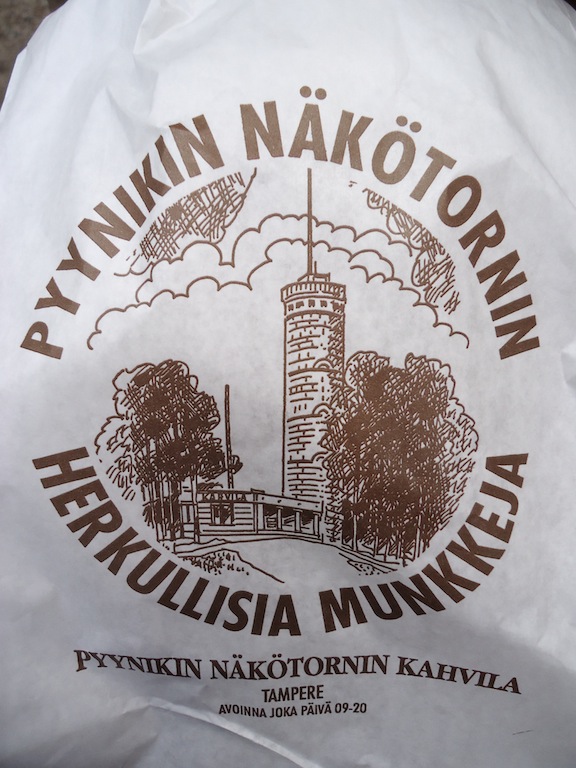 PYYNIKIN NÄKÖTORNIN
KAHVILA
HERKULLISIA MUNKKEJA
PYYNIKIN NÄKÖTORNIN KAHVILA
TAMPERE
AVOINNA JOKA PÄIVÄ 09-20